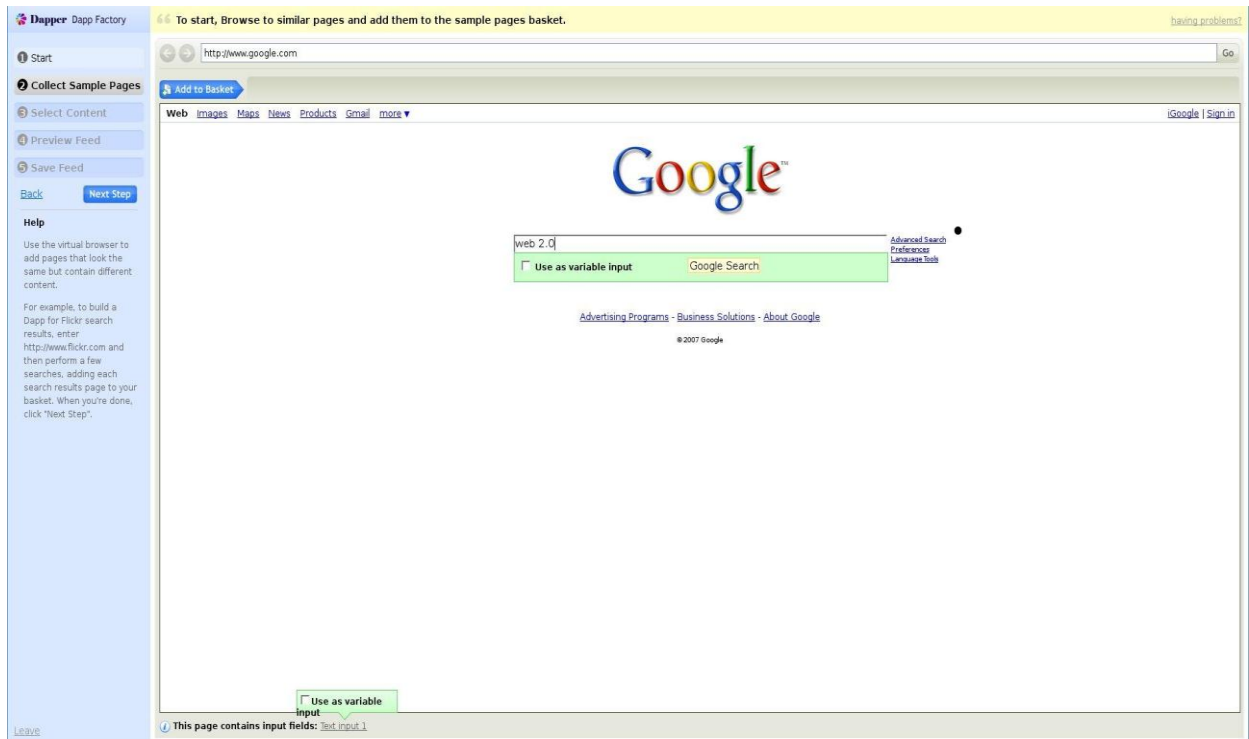 Dapper Dapp Factory
To start, Browse to similar pages and add them to the sample pages basket.
having problems?
1 Start
2 Collect Sample Pages
3 Select Content
4 Preview Feed
5 Save Feed
Back
Next Step
Help
Use the virtual browser to
add pages that look the
same but contain different
content.
For example, to build a
Dapp for Flickr search
results, enter
http://www.flickr.com and
then perform a few
searches, adding each
search results page to your
basket. When you're done,
click "Next Step".
Leave
http://www.google.com
Go
Add to Basket
Web Images Maps News Products Gmail more ▼
iGoogle | Sign in
Google™
web 2.0
Advanced Search
Preferences
Language Tools
Use as variable input
Google Search
Advertising Programs - Business Solutions - About Google
© 2007 Google
Use as variable
input
This page contains input fields: Text input 1